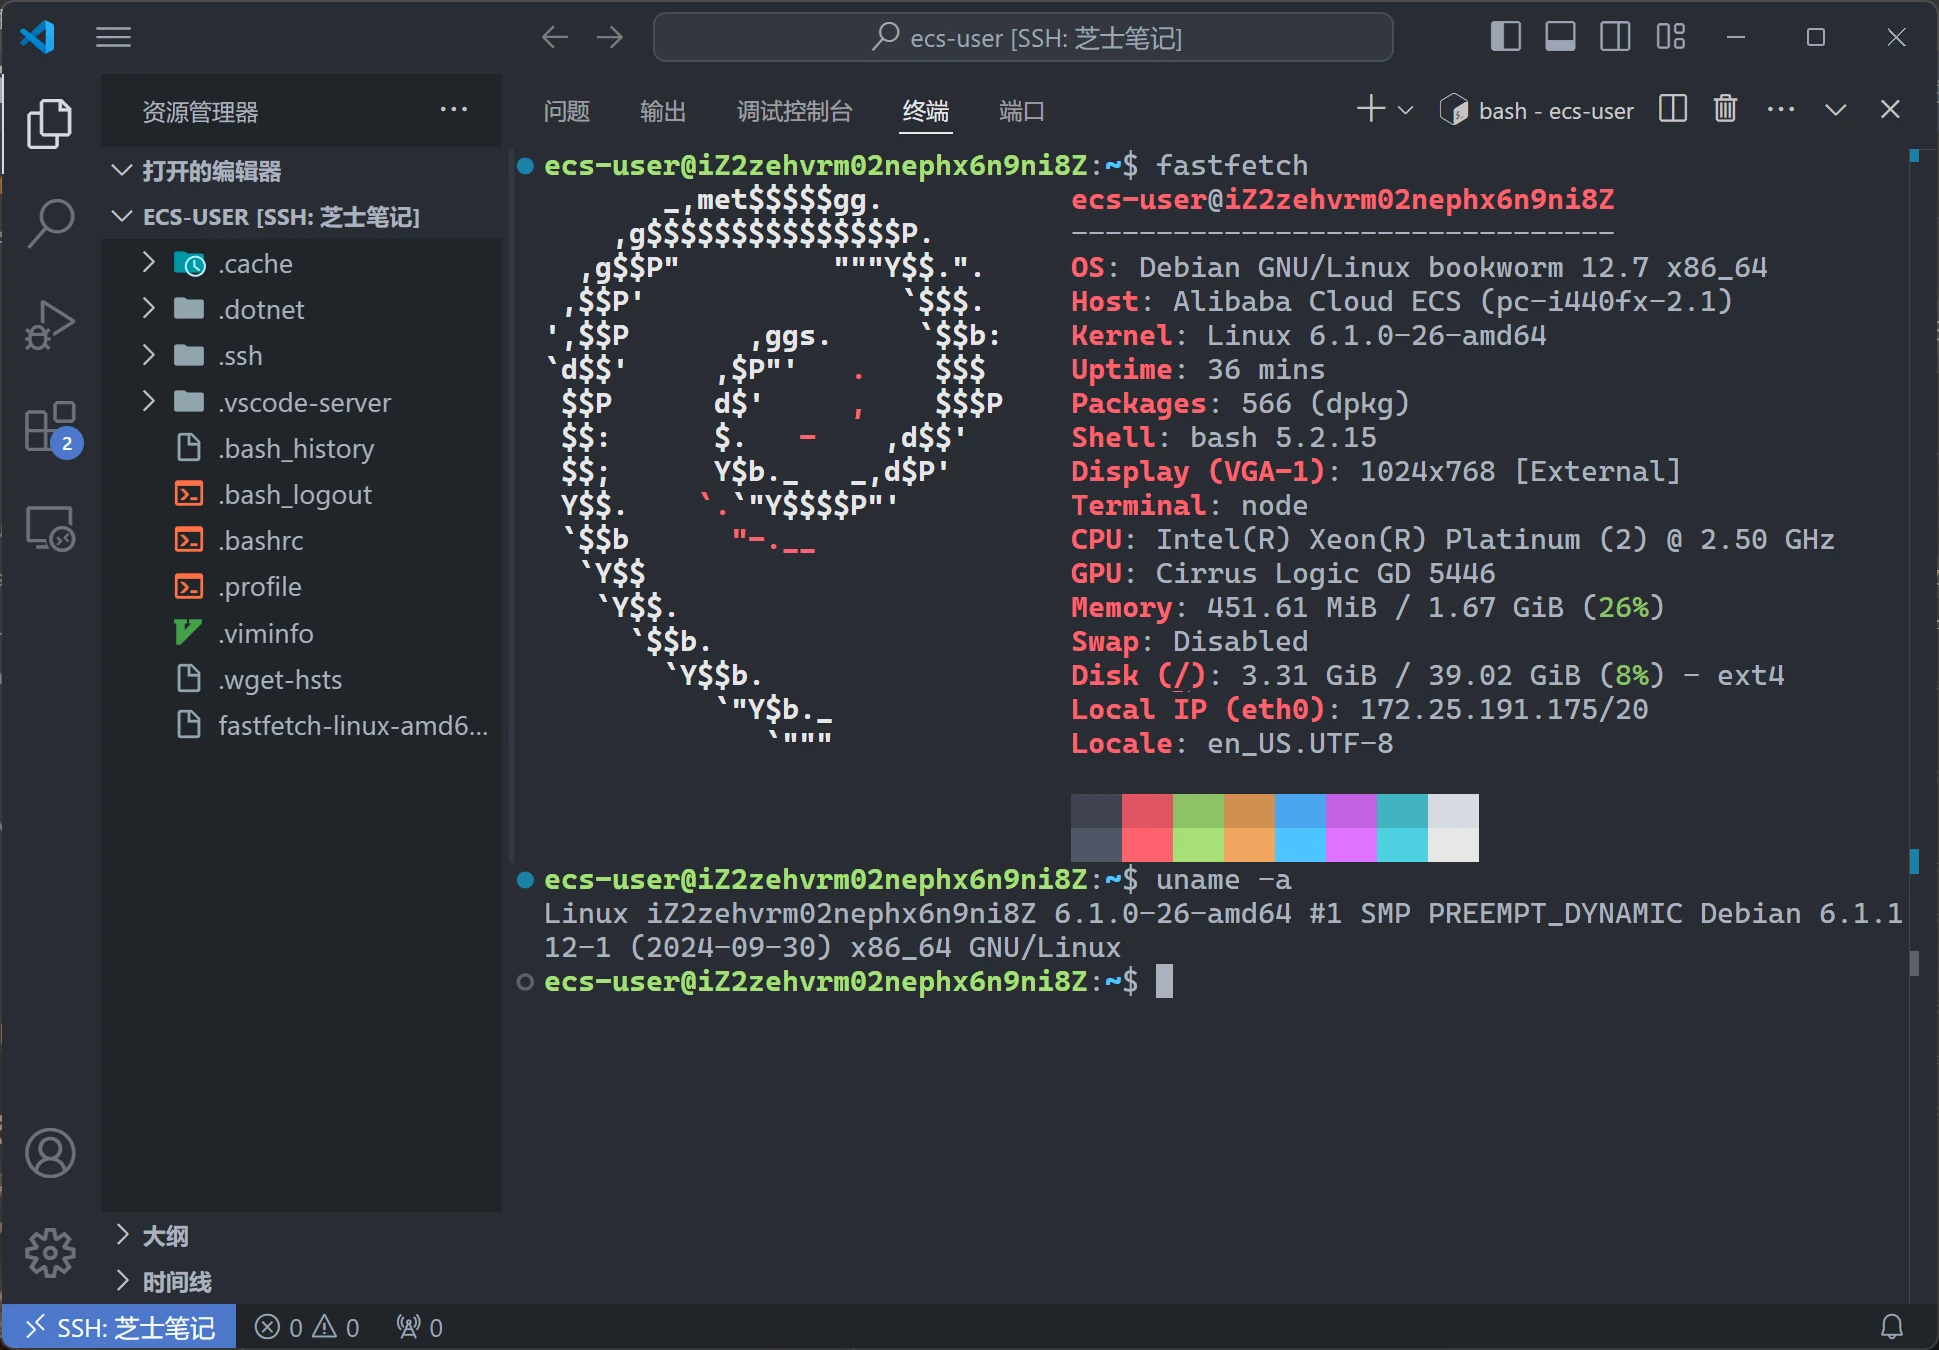 ecs-user [SSH: 芝士笔记]
资源管理器
打开的编辑器
ECS-USER [SSH: 芝士笔记]
.cache
.dotnet
.ssh
.vscode-server
.bash_history
.bash_logout
.bashrc
.profile
.viminfo
.wget-hsts
fastfetch-linux-amd6...
大纲
时间线
2
问题 输出 调试控制台 终端 端口
bash - ecs-user
ecs-user@iZ2zehvrm02nephx6n9ni8Z:~$ fastfetch
       _,met$$$$$gg.
    ,g$$$$$$$$$$$$$$$P.
  ,g$$P"         """Y$$.".
 ,$$P'               `$$$.
',$$P       ,ggs.     `$$b:
`d$$'     ,$P"'   .    $$$
 $$P      d$'     ,    $$$P
 $$:      $.   -    ,d$$'
 $$;      Y$b._   _,d$P'
 Y$$.    `.`"Y$$$$P"'
 `$$b      "-.__
  `Y$$
   `Y$$.
     `$$b.
       `Y$$b.
          `"Y$b._
             `"""
ecs-user@iZ2zehvrm02nephx6n9ni8Z
--------------------------------
OS: Debian GNU/Linux bookworm 12.7 x86_64
Host: Alibaba Cloud ECS (pc-i440fx-2.1)
Kernel: Linux 6.1.0-26-amd64
Uptime: 36 mins
Packages: 566 (dpkg)
Shell: bash 5.2.15
Display (VGA-1): 1024x768 [External]
Terminal: node
CPU: Intel(R) Xeon(R) Platinum (2) @ 2.50 GHz
GPU: Cirrus Logic GD 5446
Memory: 451.61 MiB / 1.67 GiB (26%)
Swap: Disabled
Disk (/): 3.31 GiB / 39.02 GiB (8%) - ext4
Local IP (eth0): 172.25.191.175/20
Locale: en_US.UTF-8
ecs-user@iZ2zehvrm02nephx6n9ni8Z:~$ uname -a
Linux iZ2zehvrm02nephx6n9ni8Z 6.1.0-26-amd64 #1 SMP PREEMPT_DYNAMIC Debian 6.1.1
12-1 (2024-09-30) x86_64 GNU/Linux
ecs-user@iZ2zehvrm02nephx6n9ni8Z:~$
SSH: 芝士笔记 0 0 0